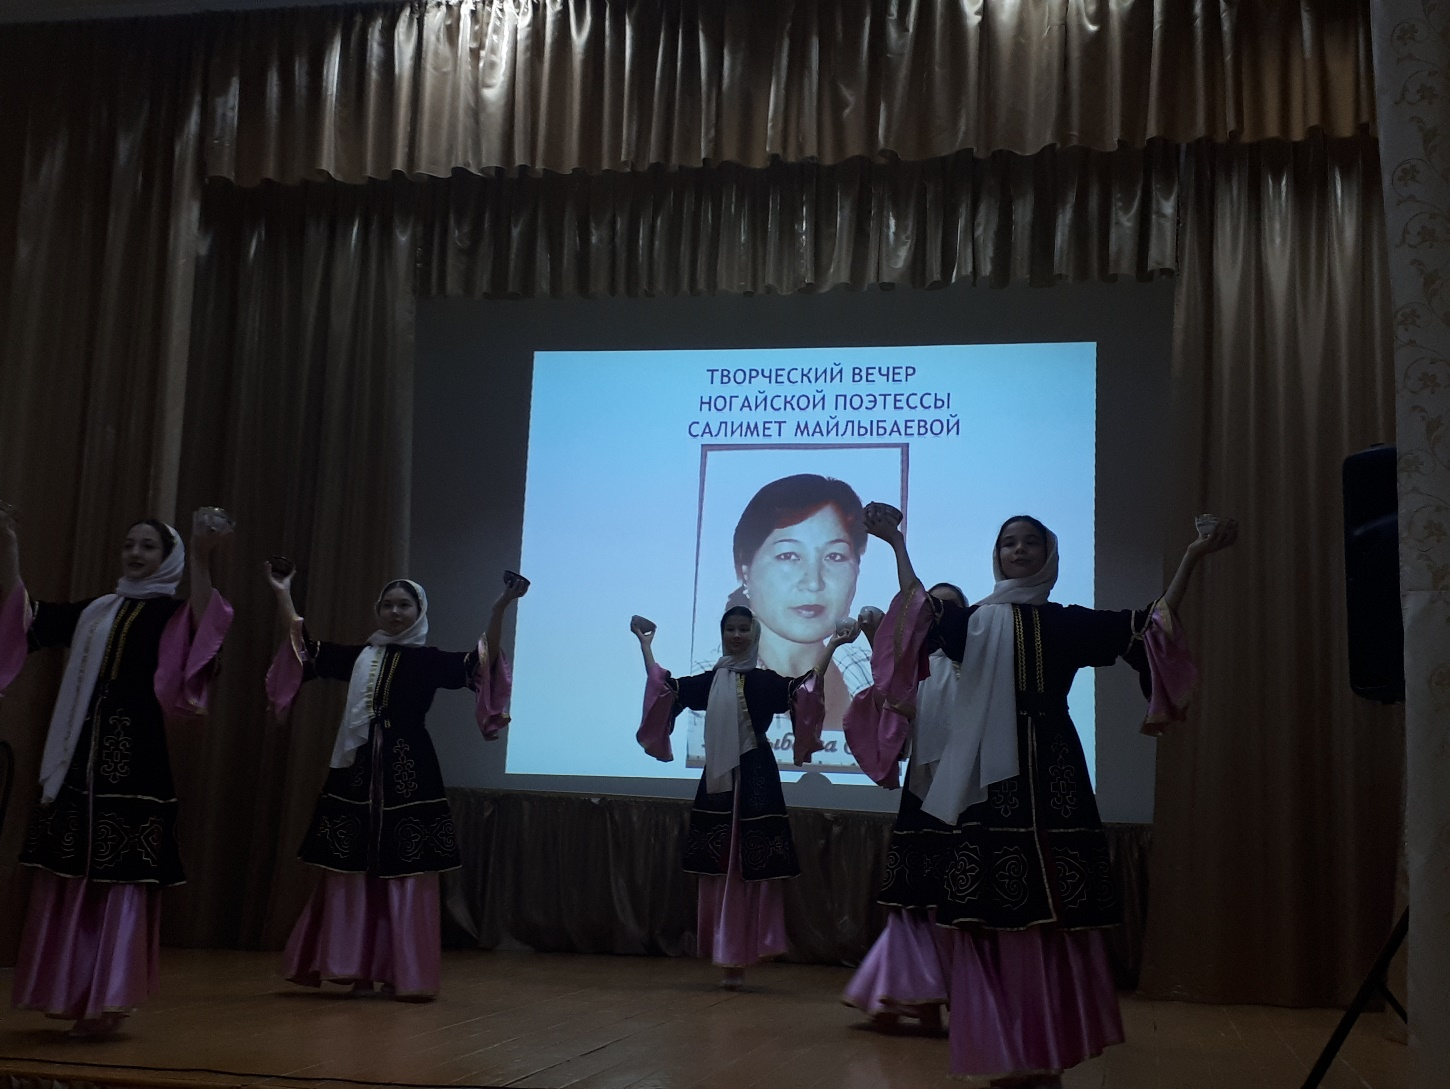 ТВОРЧЕСКИЙ ВЕЧЕР
НОГАЙСКОЙ ПОЭТЕССЫ
САЛИМЕТ МАЙЛЫБАЕВОЙ